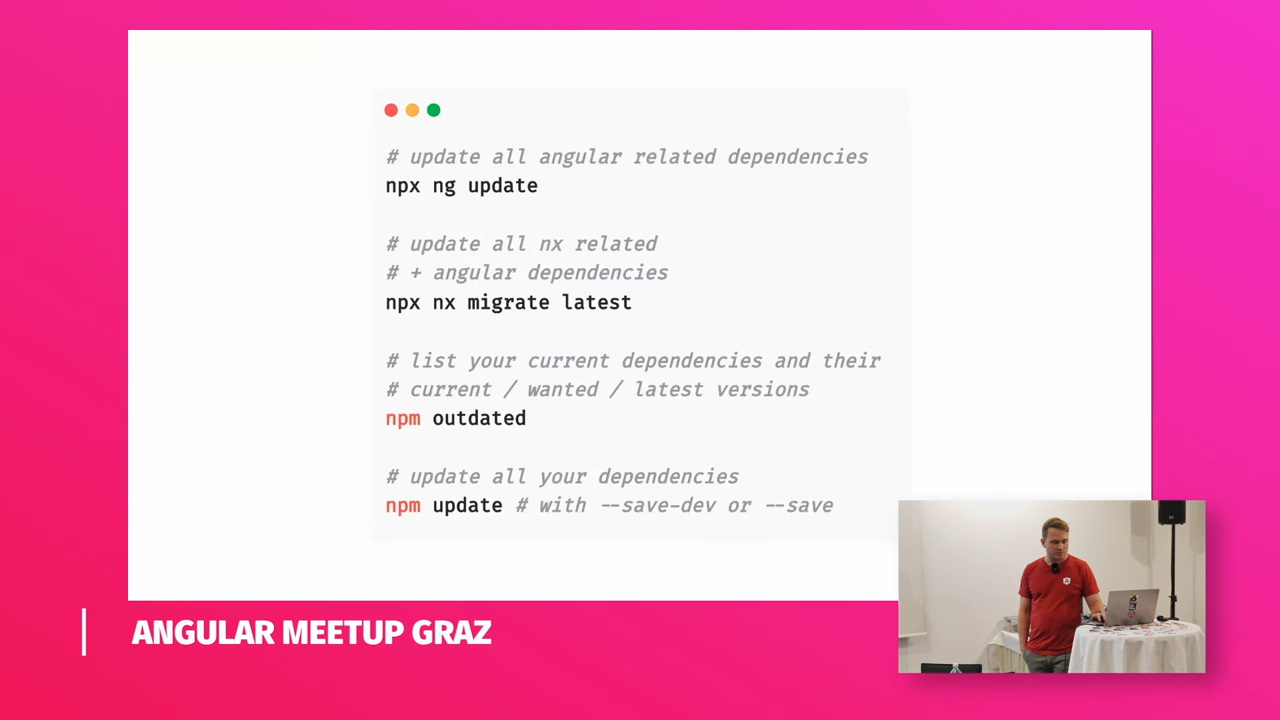 # update all angular related dependencies
npx ng update
# update all nx related
# + angular dependencies
npx nx migrate latest
# list your current dependencies and their
# current / wanted / latest versions
npm outdated
# update all your dependencies
npm update # with --save-dev or --save
ANGULAR MEETUP GRAZ